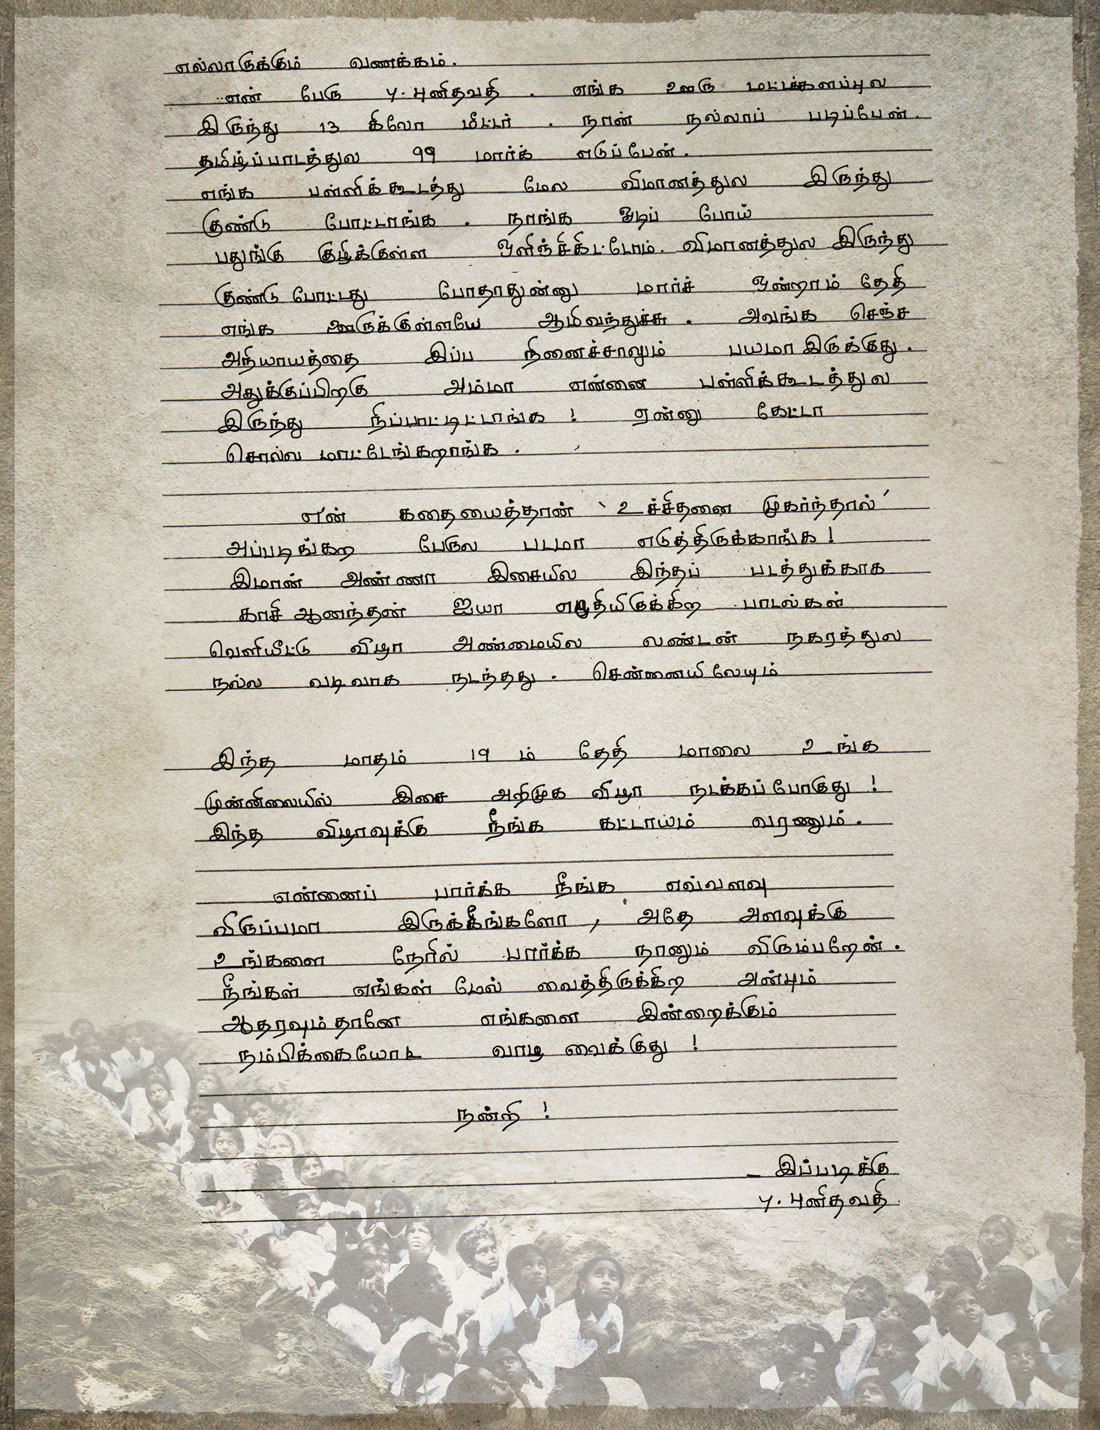 எல்லாருக்கும் வணக்கம்.
என் பேரு பு. புனிதவதி. எங்க ஊரு மட்டக்களப்புல
இருந்து 13 கிலோ மீட்டர். நான் நல்லாப் படிப்பேன்.
தமிழ்ப்பாடத்துல 99 மார்க் எடுப்பேன்.
எங்க பள்ளிக்கூடத்து மேல விமானத்துல இருந்து
குண்டு போட்டாங்க. நாங்க ஓடிப் போய்
பதுங்கு குழிக்குள்ள ஒளிஞ்சிகிட்டோம். விமானத்துல இருந்து
குண்டு போட்டது போதாதுன்னு மார்ச் ஒன்றாம் தேதி
எங்க ஊருக்குள்ளயே ஆமிவந்துச்சு. அவங்க செஞ்ச
அநியாயத்தை இப்ப நினைச்சாலும் பயமா இருக்குது.
அதுக்குப்பிறகு அம்மா என்னை பள்ளிக்கூடத்துல
இருந்து நிப்பாட்டிட்டாங்க! ஏன்னு கேட்டா
சொல்ல மாட்டேங்கறாங்க.
என் கதையைத்தான் 'உச்சிதனை முகர்ந்தால்'
அப்படிங்கற பேருல படமா எடுத்திருக்காங்க!
இமான் அண்ணா இசையில இந்தப் படத்துக்காக
காசி ஆனந்தன் ஐயா எழுதியிருக்கிற பாடல்கள்
வெளியீட்டு விழா அண்மையில லண்டன் நகரத்துல
நல்ல வடிவாக நடந்தது. சென்னையிலேயும்
இந்த மாதம் 19 ம் தேதி மாலை உங்க
முன்னிலையில் இசை அறிமுக விழா நடக்கப்போகுது!
இந்த விழாவுக்கு நீங்க கட்டாயம் வரணும்.
என்னைப் பார்க்க நீங்க எவ்வளவு
விருப்பமா இருக்கீங்களோ, அதே அளவுக்கு
உங்களை நேரில் பார்க்க நானும் விரும்பறேன்.
நீங்கள் எங்கள் மேல் வைத்திருக்கிற அன்பும்
ஆதரவும்தானே எங்களை இன்றைக்கும்
நம்பிக்கையோட வாழ வைக்குது!
நன்றி!
_ இப்படிக்கு
பு. புனிதவதி